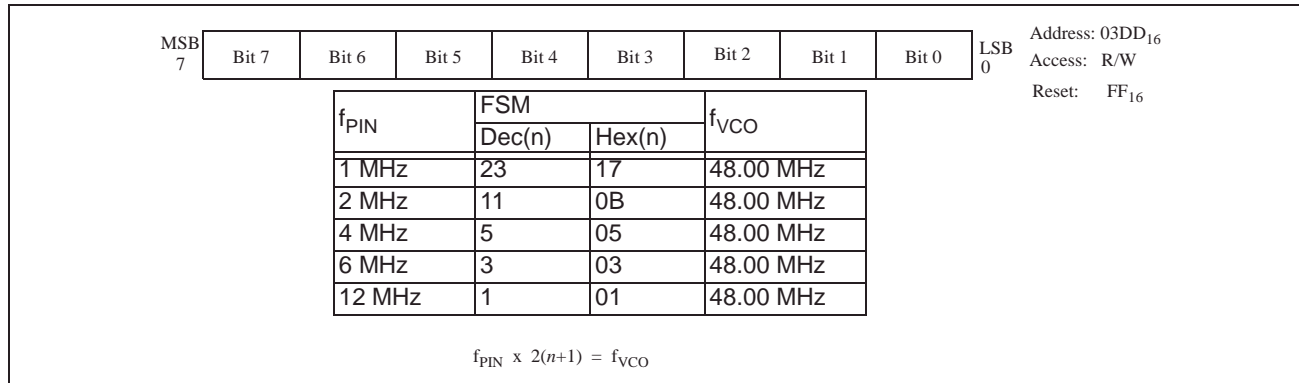 MSB
7
Bit 7 Bit 6 Bit 5 Bit 4 Bit 3 Bit 2 Bit 1 Bit 0
LSB
0
Address: 03DD16
Access: R/W
Reset: FF16
fPIN FSM fVCO
Dec(n) Hex(n)
1 MHz 23 17 48.00 MHz
2 MHz 11 0B 48.00 MHz
4 MHz 5 05 48.00 MHz
6 MHz 3 03 48.00 MHz
12 MHz 1 01 48.00 MHz
fPIN x 2(n+1) = fVCO